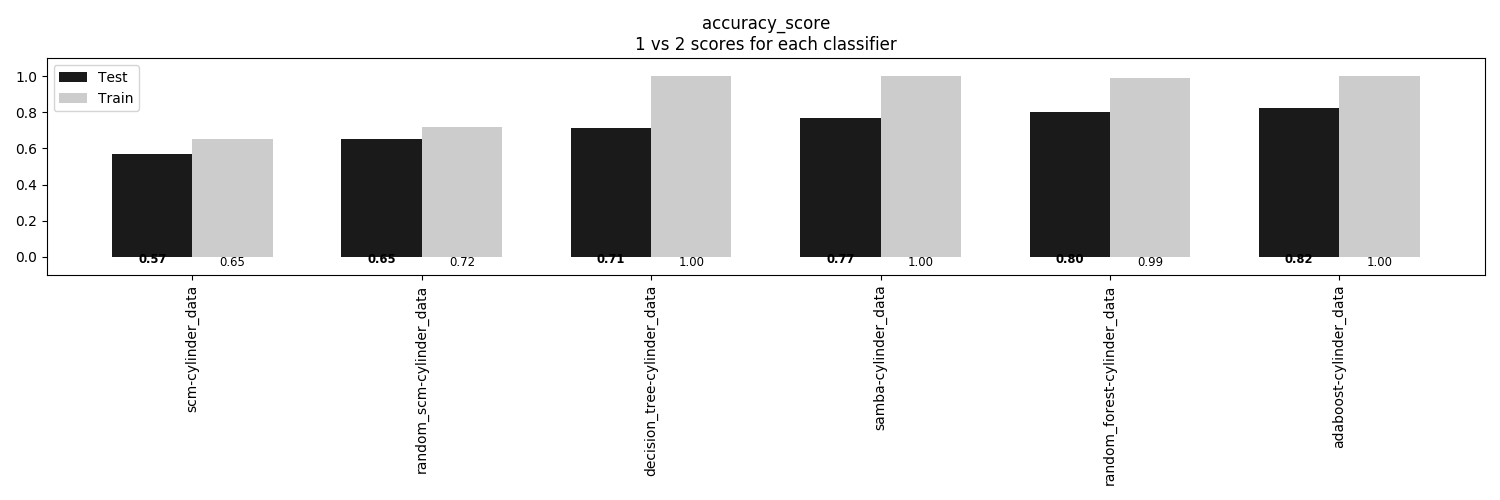 accuracy_score
1 vs 2 scores for each classifier
Test
Train
1.0
0.8
0.6
0.4
0.2
0.0
0.57 0.65 0.65 0.72 0.71 1.00 0.77 1.00 0.80 0.99 0.82 1.00
scm-cylinder_data
random_scm-cylinder_data
decision_tree-cylinder_data
samba-cylinder_data
random_forest-cylinder_data
adaboost-cylinder_data